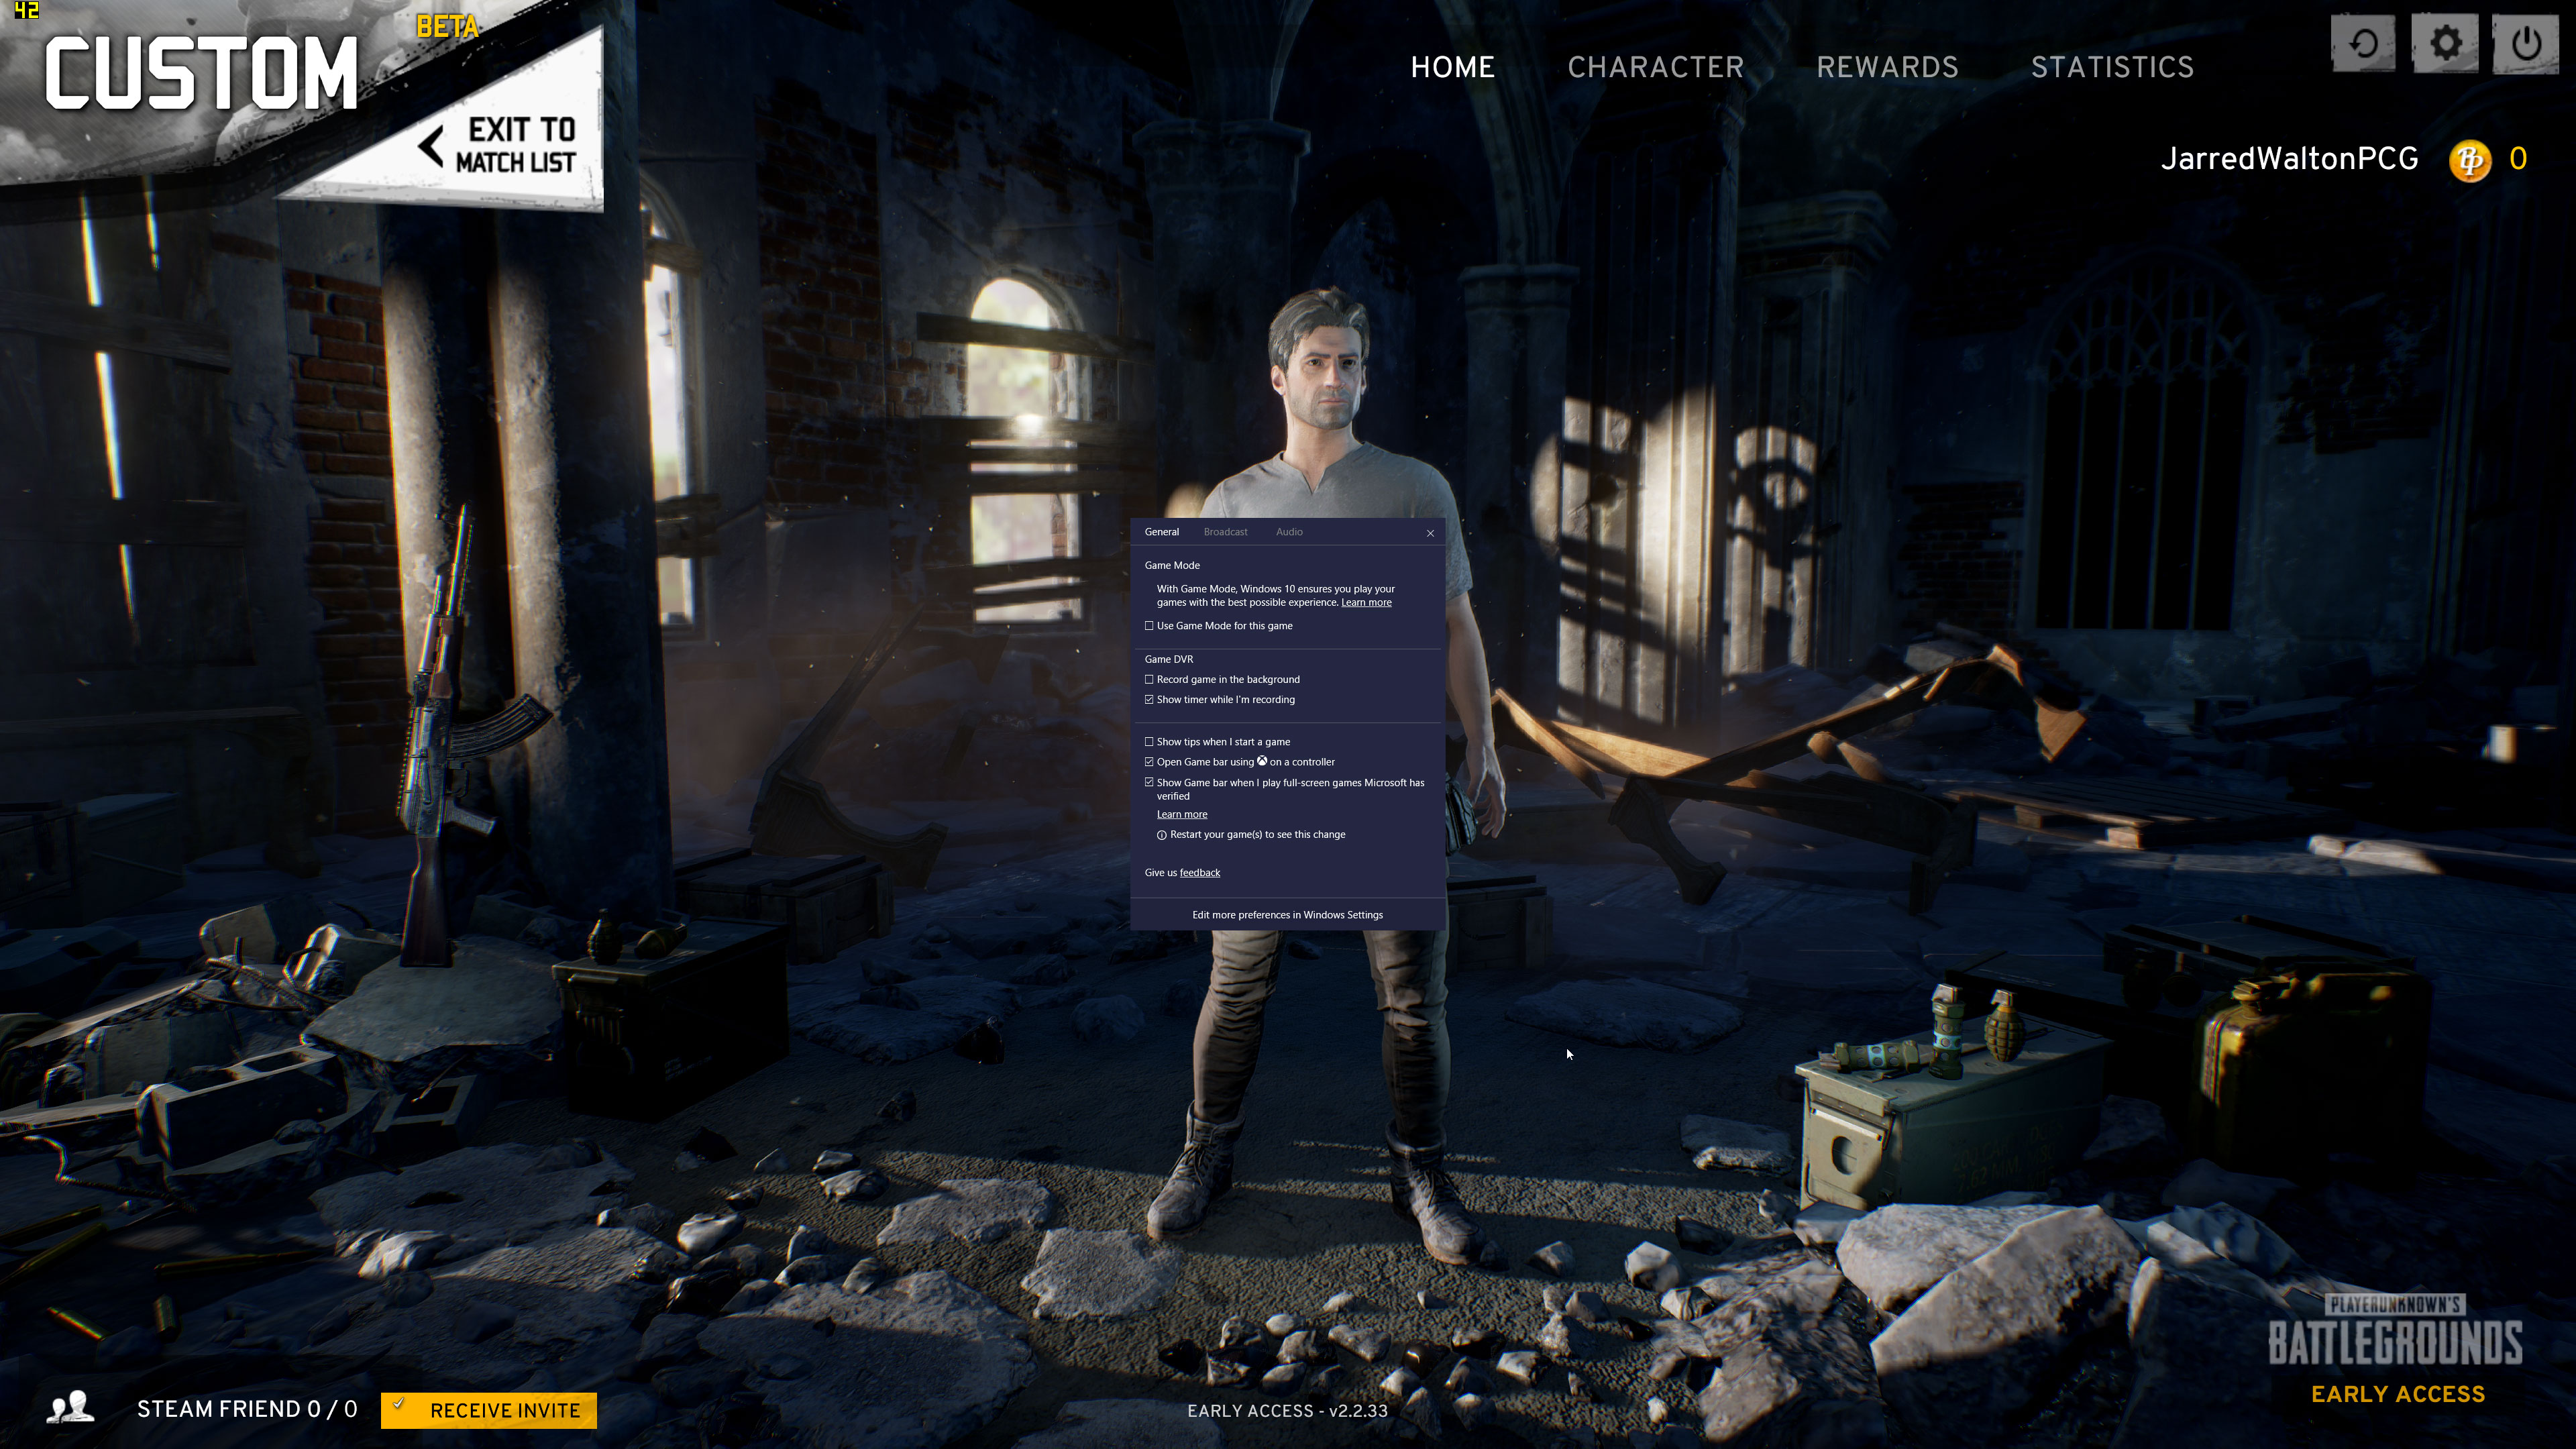 42
CUSTOM
BETA
EXIT TO
MATCH LIST
HOME CHARACTER REWARDS STATISTICS
JarredWaltonPCG BP 0
General Broadcast Audio
Game Mode
With Game Mode, Windows 10 ensures you play your
games with the best possible experience. Learn more
Use Game Mode for this game
Game DVR
Record game in the background
Show timer while I'm recording
Show tips when I start a game
Open Game bar using on a controller
Show Game bar when I play full-screen games Microsoft has
verified
Learn more
Restart your game(s) to see this change
Give us feedback
Edit more preferences in Windows Settings
PLAYERUNKNOWN'S
BATTLEGROUNDS
EARLY ACCESS
STEAM FRIEND 0 / 0 RECEIVE INVITE
EARLY ACCESS - v2.2.33